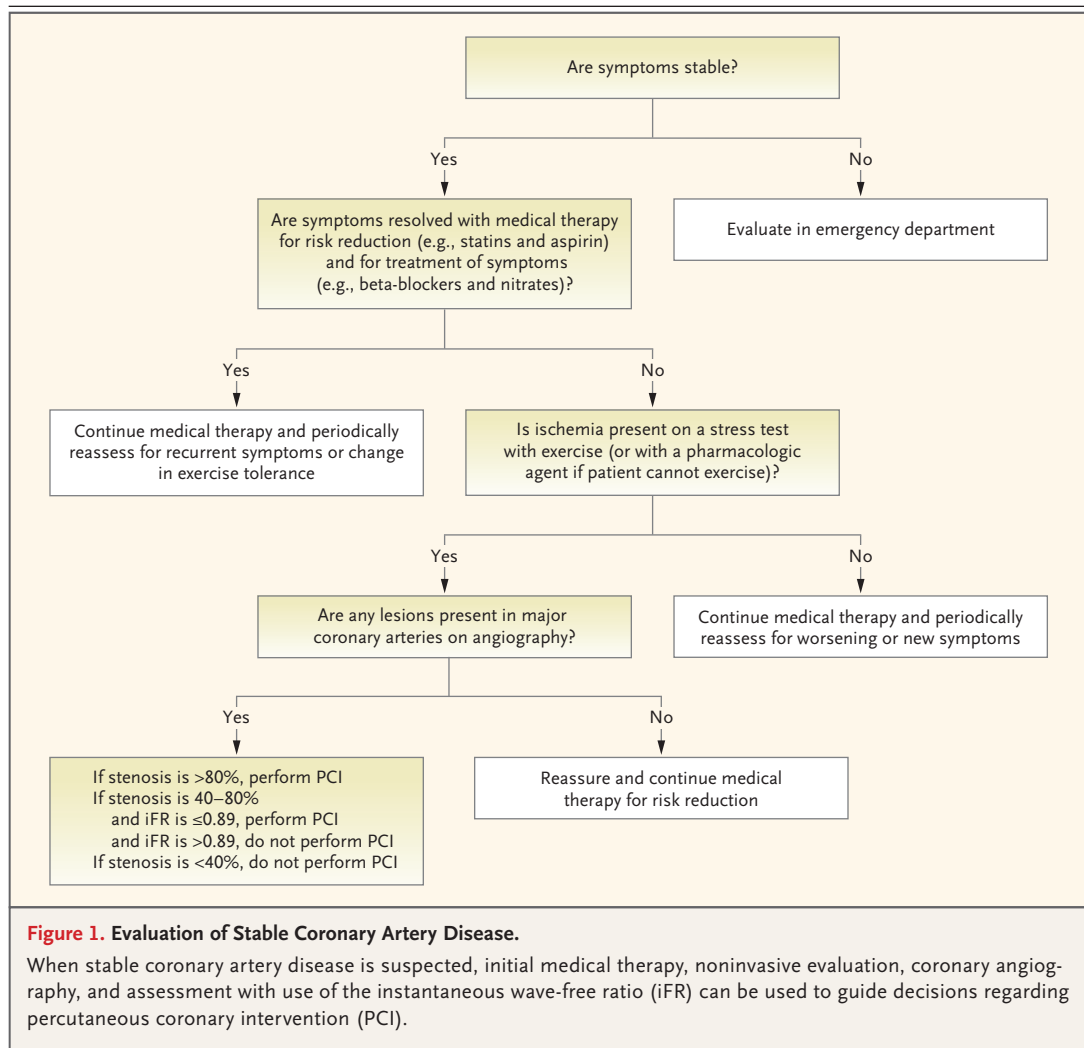 Are symptoms stable?
Yes
No
Are symptoms resolved with medical therapy
for risk reduction (e.g., statins and aspirin)
and for treatment of symptoms
(e.g., beta-blockers and nitrates)?
Evaluate in emergency department
Yes
No
Continue medical therapy and periodically
reassess for recurrent symptoms or change
in exercise tolerance
Is ischemia present on a stress test
with exercise (or with a pharmacologic
agent if patient cannot exercise)?
Yes
No
Are any lesions present in major
coronary arteries on angiography?
Continue medical therapy and periodically
reassess for worsening or new symptoms
Yes
No
If stenosis is >80%, perform PCI
If stenosis is 40–80%
and iFR is ≤0.89, perform PCI
and iFR is >0.89, do not perform PCI
If stenosis is <40%, do not perform PCI
Reassure and continue medical
therapy for risk reduction
Figure 1. Evaluation of Stable Coronary Artery Disease.
When stable coronary artery disease is suspected, initial medical therapy, noninvasive evaluation, coronary angiog-
raphy, and assessment with use of the instantaneous wave-free ratio (iFR) can be used to guide decisions regarding
percutaneous coronary intervention (PCI).